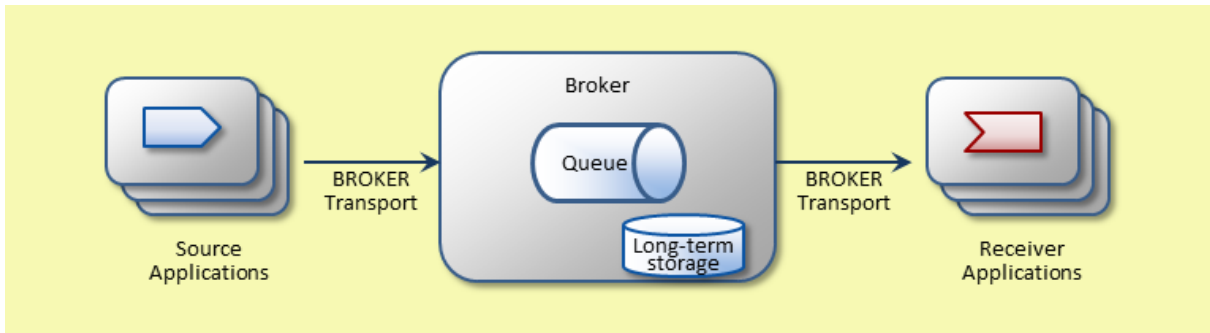 Broker
Queue
BROKER
Transport
BROKER
Transport
Long-term
storage
Source
Applications
Receiver
Applications